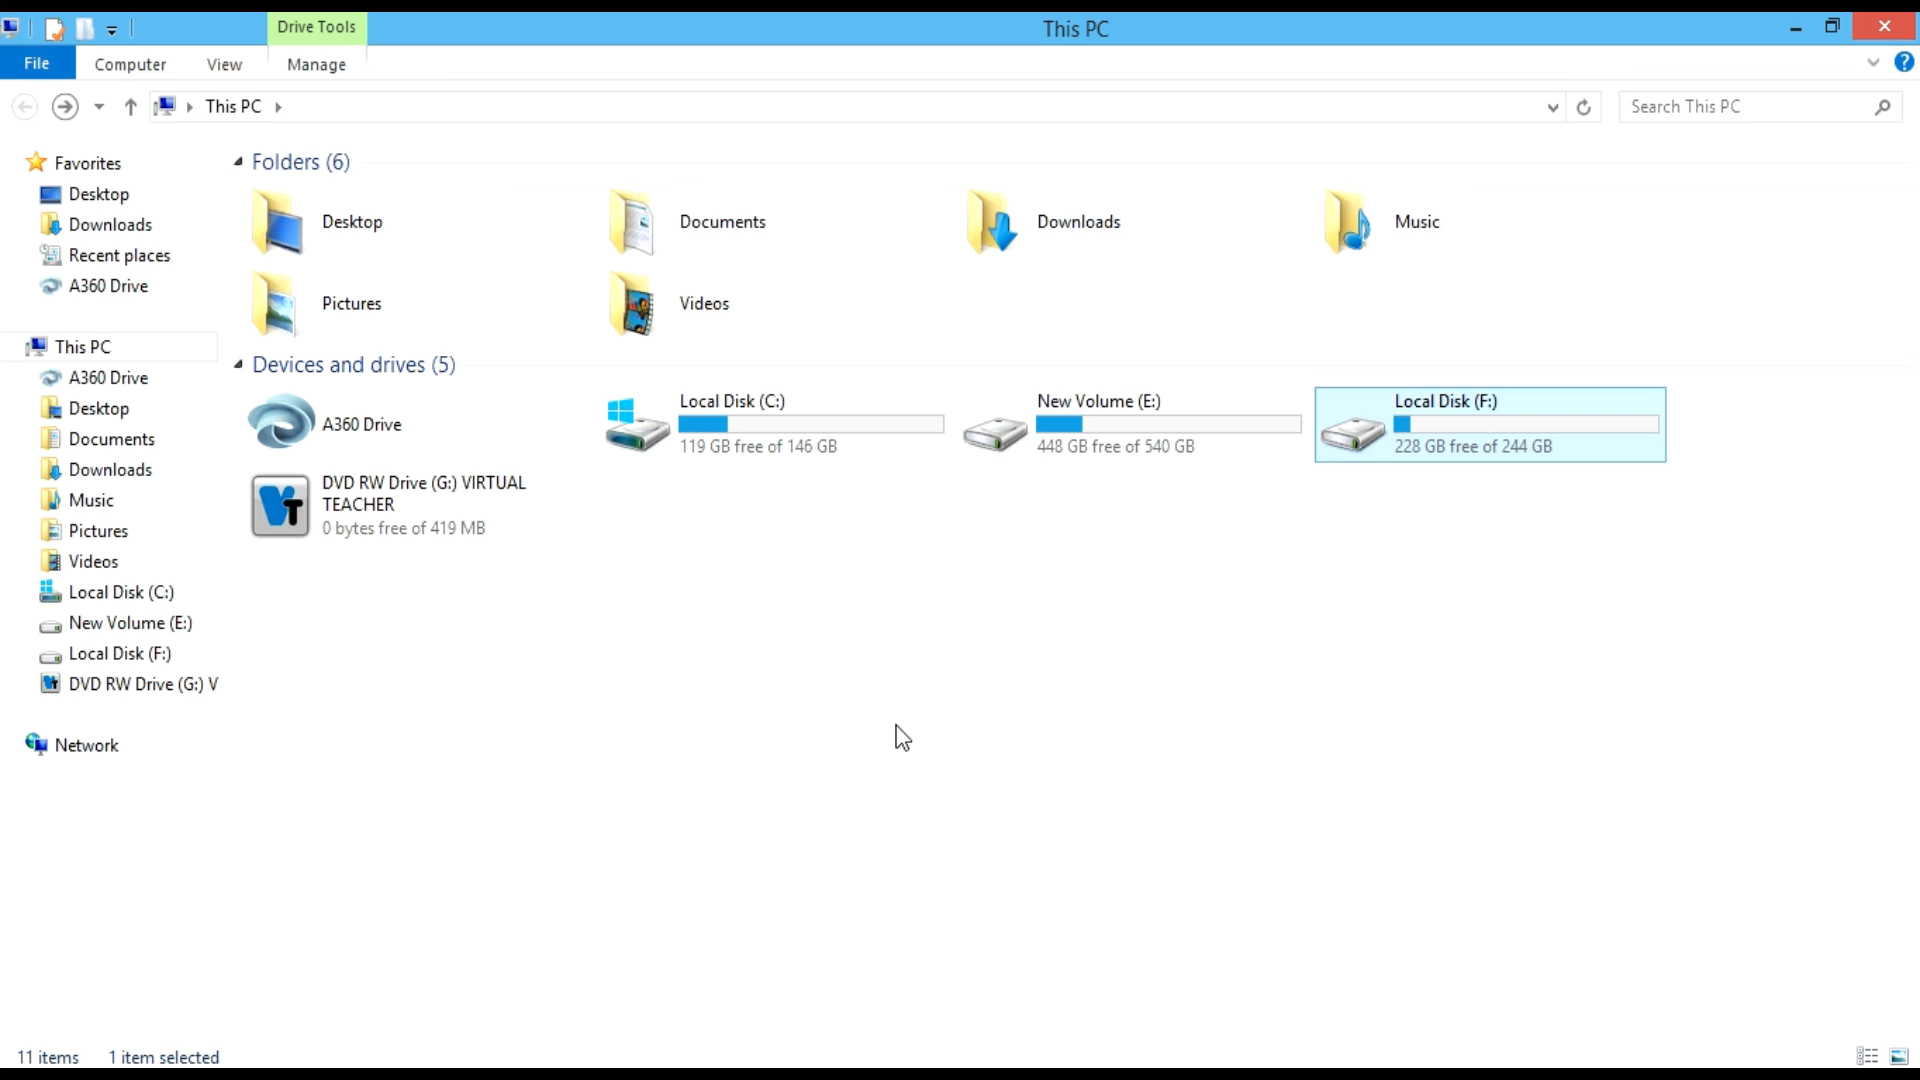 Drive Tools
This PC
File
Computer
View
Manage
This PC
Search This PC
Favorites
Desktop
Downloads
Recent places
A360 Drive
This PC
A360 Drive
Desktop
Documents
Downloads
Music
Pictures
Videos
Local Disk (C:)
New Volume (E:)
Local Disk (F:)
DVD RW Drive (G:) V
Network
Folders (6)
Desktop
Documents
Downloads
Music
Pictures
Videos
Devices and drives (5)
A360 Drive
Local Disk (C:)
119 GB free of 146 GB
New Volume (E:)
448 GB free of 540 GB
Local Disk (F:)
228 GB free of 244 GB
DVD RW Drive (G:) VIRTUAL
TEACHER
0 bytes free of 419 MB
11 items
1 item selected